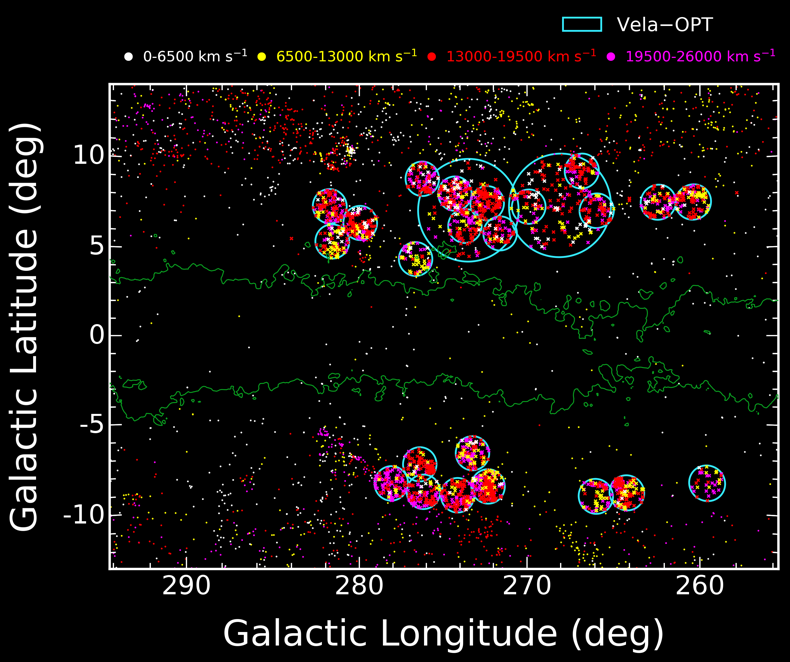 Vela−OPT
0-6500 km s⁻¹ 6500-13000 km s⁻¹ 13000-19500 km s⁻¹ 19500-26000 km s⁻¹
Galactic Latitude (deg)
10
5
0
-5
-10
290 280 270 260
Galactic Longitude (deg)